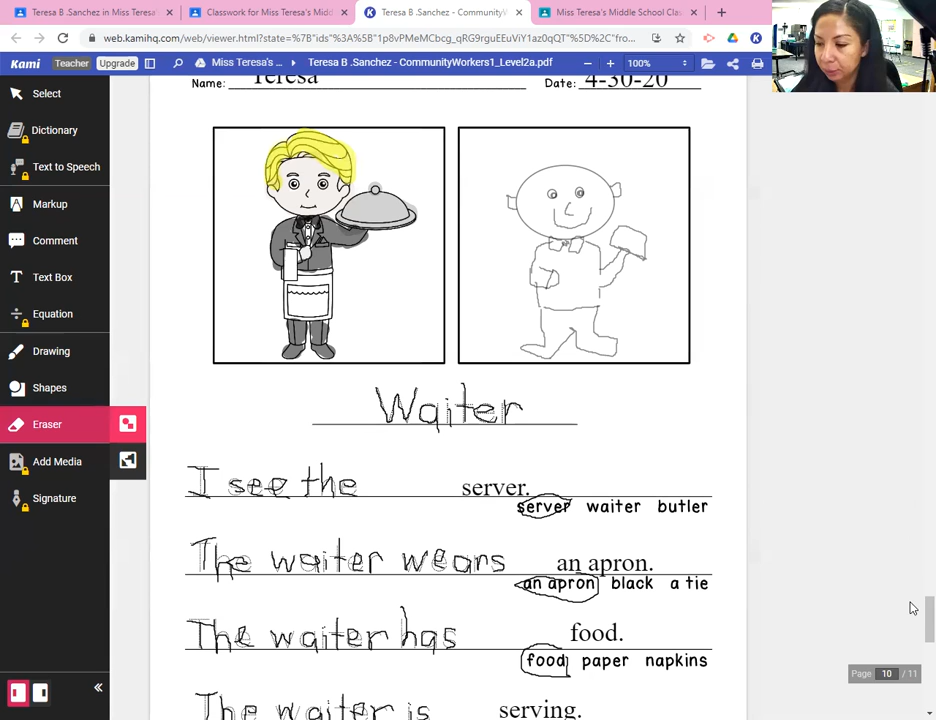 Teresa B .Sanchez in Miss Teresa'
Classwork for Miss Teresa's Midd
Teresa B.Sanchez - CommunityW
Miss Teresa's Middle School Clas
web.kamihq.com/web/viewer.html?state=%7B"ids"%3A%5B"1p8vPMeMCbcg_qRG9rguEEuViY1az0qQT"%5D%2C"fro...
Kami Teacher Upgrade Miss Teresa's ... Teresa B .Sanchez - CommunityWorkers1_Level2a.pdf 100%
Name: Teresa Date: 4-30-20
Select
Dictionary
Text to Speech
Markup
Comment
Text Box
Equation
Drawing
Shapes
Eraser
Add Media
Signature
Waiter
I see the server.
server waiter butler
The waiter wears an apron.
an apron black a tie
The waiter has food.
food paper napkins
The waiter is serving.
Page 10 / 11